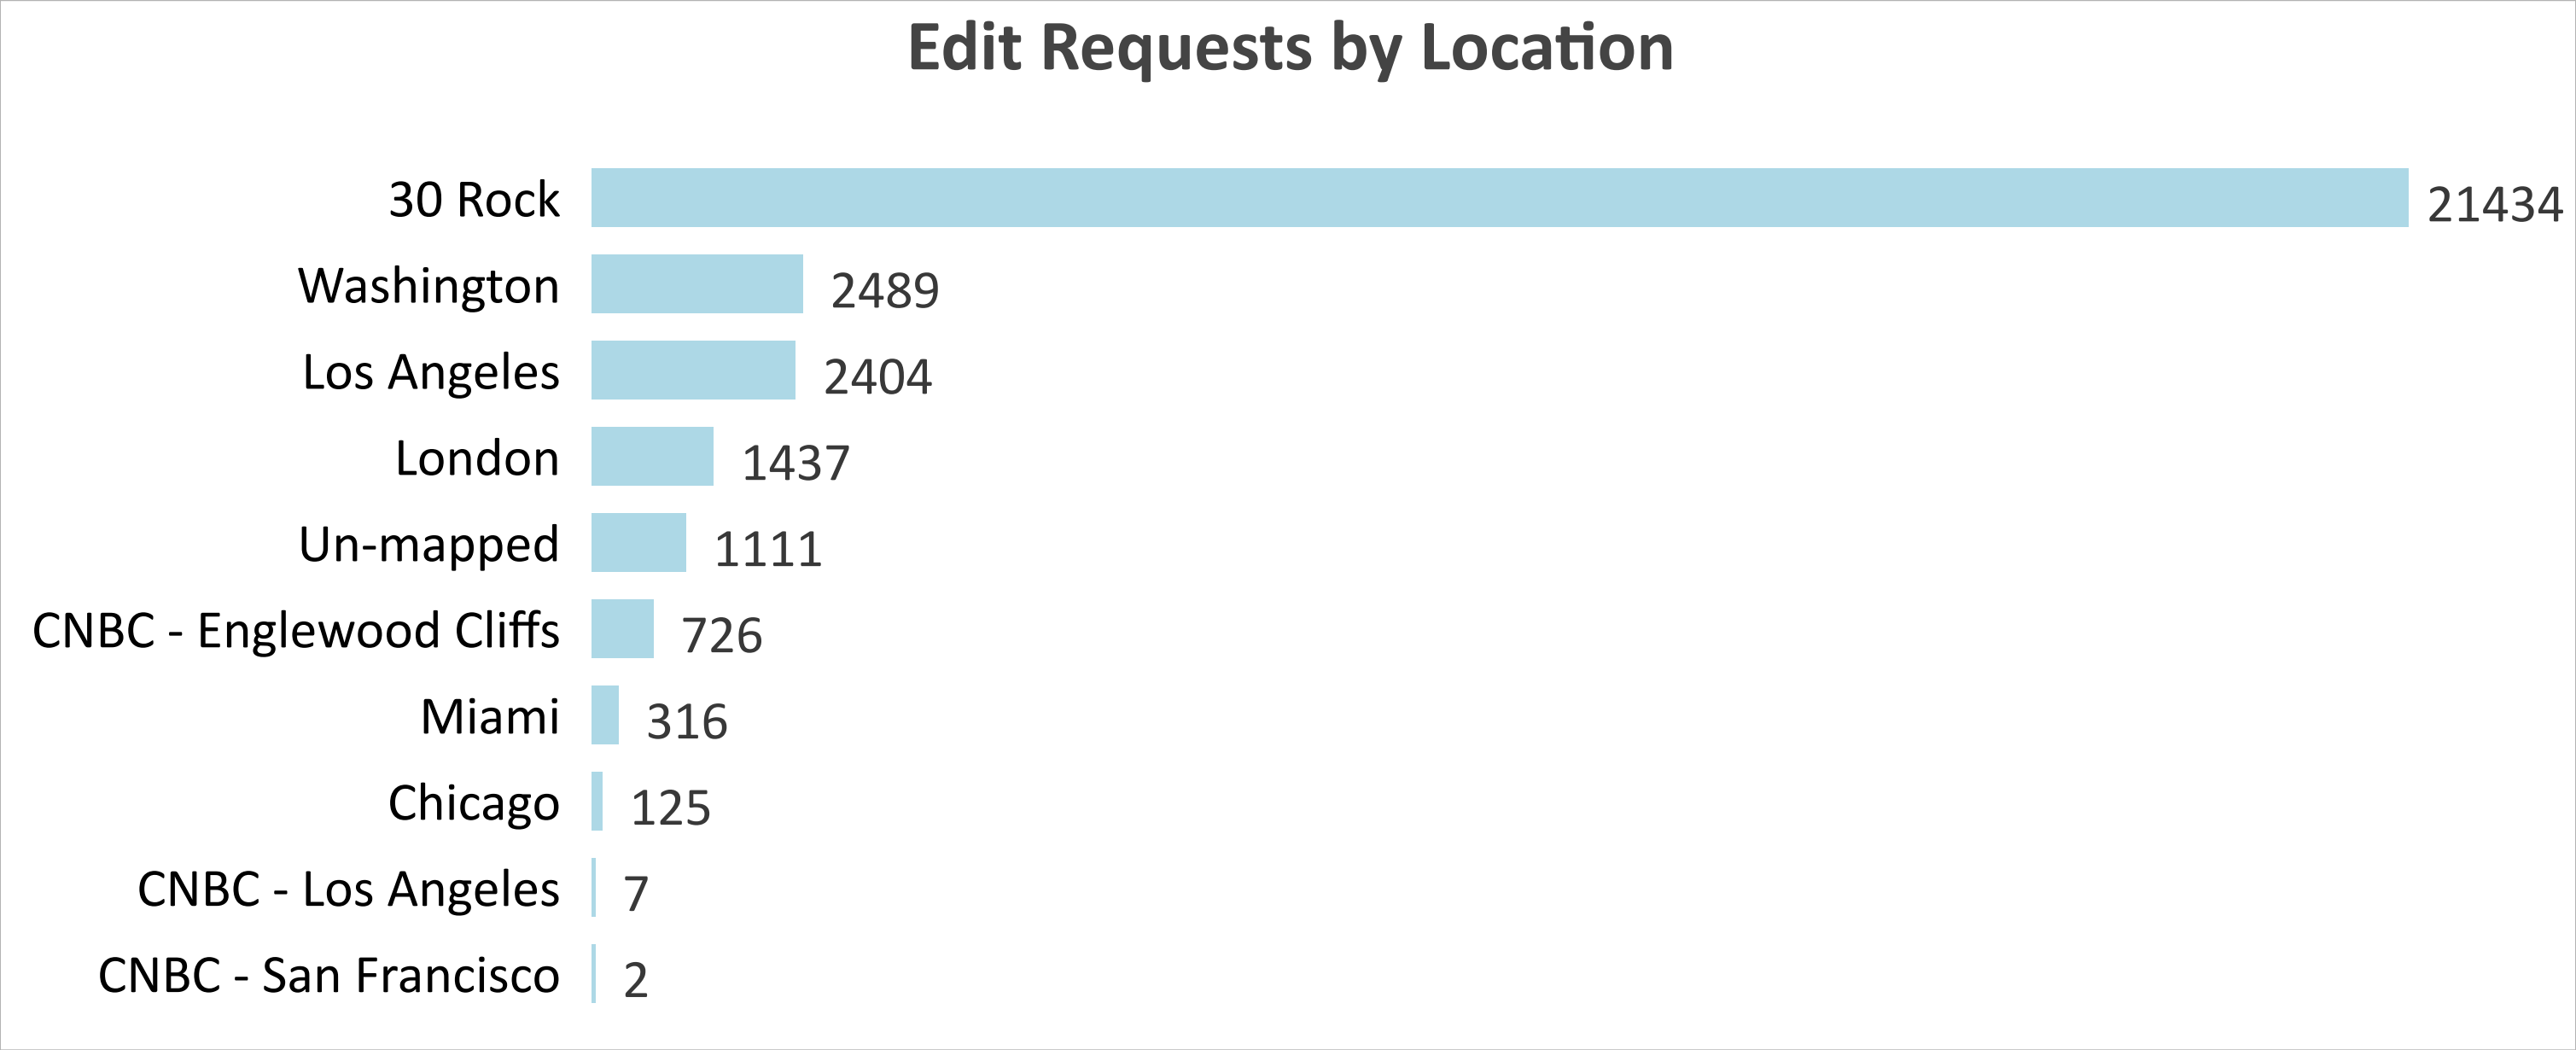 Edit Requests by Location
30 Rock 21434
Washington 2489
Los Angeles 2404
London 1437
Un-mapped 1111
CNBC - Englewood Cliffs 726
Miami 316
Chicago 125
CNBC - Los Angeles 7
CNBC - San Francisco 2